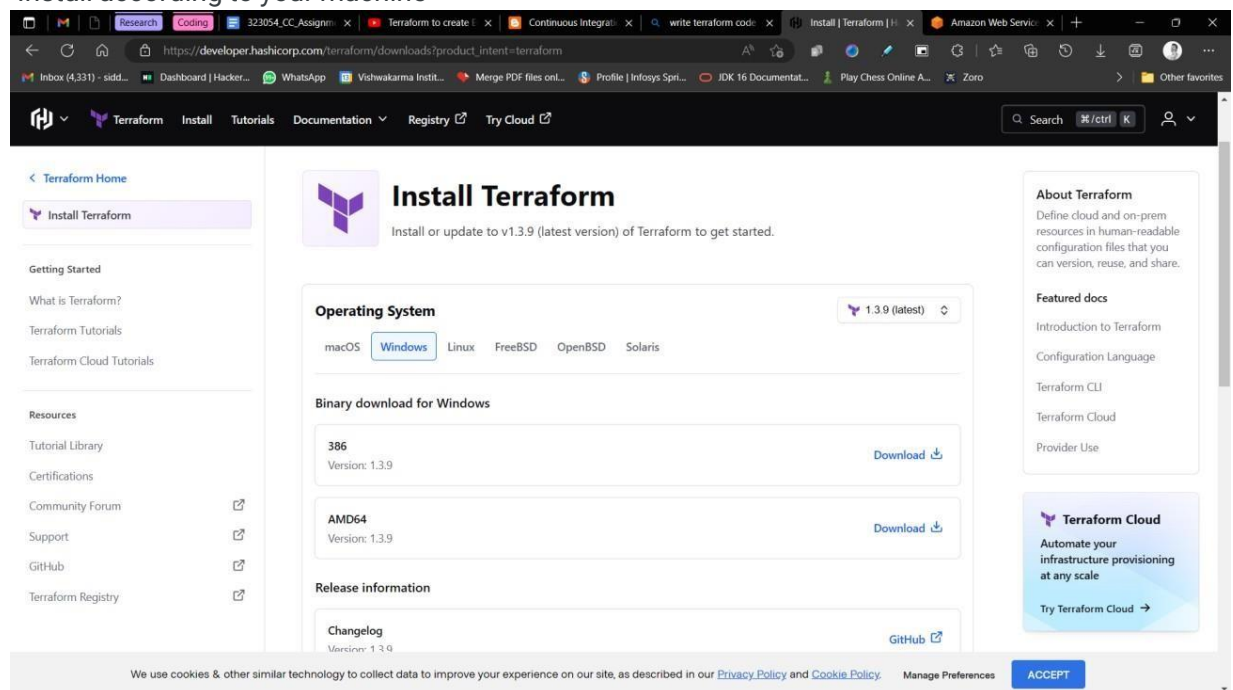 Install according to your machine
Research
Coding
323054_CC_Assignm
Terraform to create E
Continuous Integrati
write terraform code
Install | Terraform | H
Amazon Web Service
https://developer.hashicorp.com/terraform/downloads?product_intent=terraform
Inbox (4,331) - sidd...
Dashboard | Hacker...
WhatsApp
Vishwakarma Instit...
Merge PDF files onl...
Profile | Infosys Spri...
JDK 16 Documentat...
Play Chess Online A...
Zoro
Other favorites
Terraform
Install
Tutorials
Documentation
Registry
Try Cloud
Search
⌘/ctrl
K
Terraform Home
Install Terraform
Getting Started
What is Terraform?
Terraform Tutorials
Terraform Cloud Tutorials
Resources
Tutorial Library
Certifications
Community Forum
Support
GitHub
Terraform Registry
Install Terraform
Install or update to v1.3.9 (latest version) of Terraform to get started.
Operating System
1.3.9 (latest)
macOS
Windows
Linux
FreeBSD
OpenBSD
Solaris
Binary download for Windows
386
Version: 1.3.9
Download
AMD64
Version: 1.3.9
Download
Release information
Changelog
Version: 1.3.9
GitHub
About Terraform
Define cloud and on-prem
resources in human-readable
configuration files that you
can version, reuse, and share.
Featured docs
Introduction to Terraform
Configuration Language
Terraform CLI
Terraform Cloud
Provider Use
Terraform Cloud
Automate your
infrastructure provisioning
at any scale
Try Terraform Cloud →
We use cookies & other similar technology to collect data to improve your experience on our site, as described in our Privacy Policy and Cookie Policy.
Manage Preferences
ACCEPT